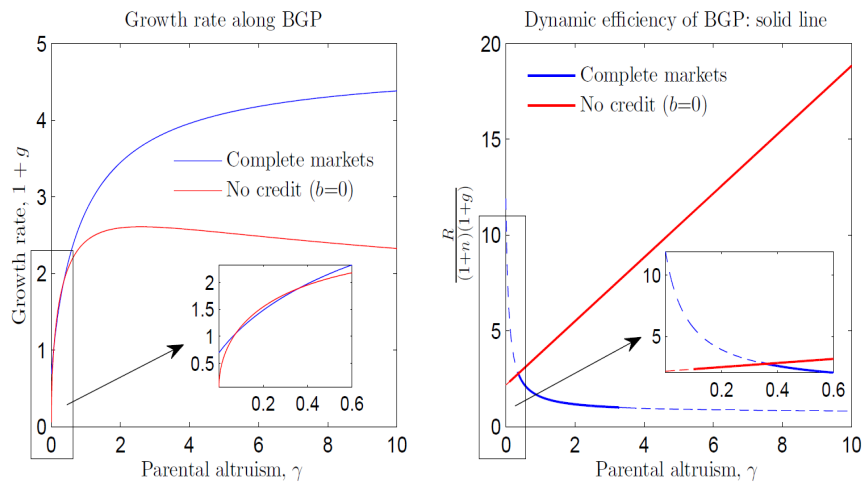 Growth rate along BGP
5
4
3
2
1
0
Growth rate, 1 + g
Complete markets
No credit (b=0)
2
1.5
1
0.5
0.2 0.4 0.6
0 2 4 6 8 10
Parental altruism, γ
Dynamic efficiency of BGP: solid line
20
15
10
5
0
R
(1+n)(1+g)
Complete markets
No credit (b=0)
10
5
0.2 0.4 0.6
0 2 4 6 8 10
Parental altruism, γ